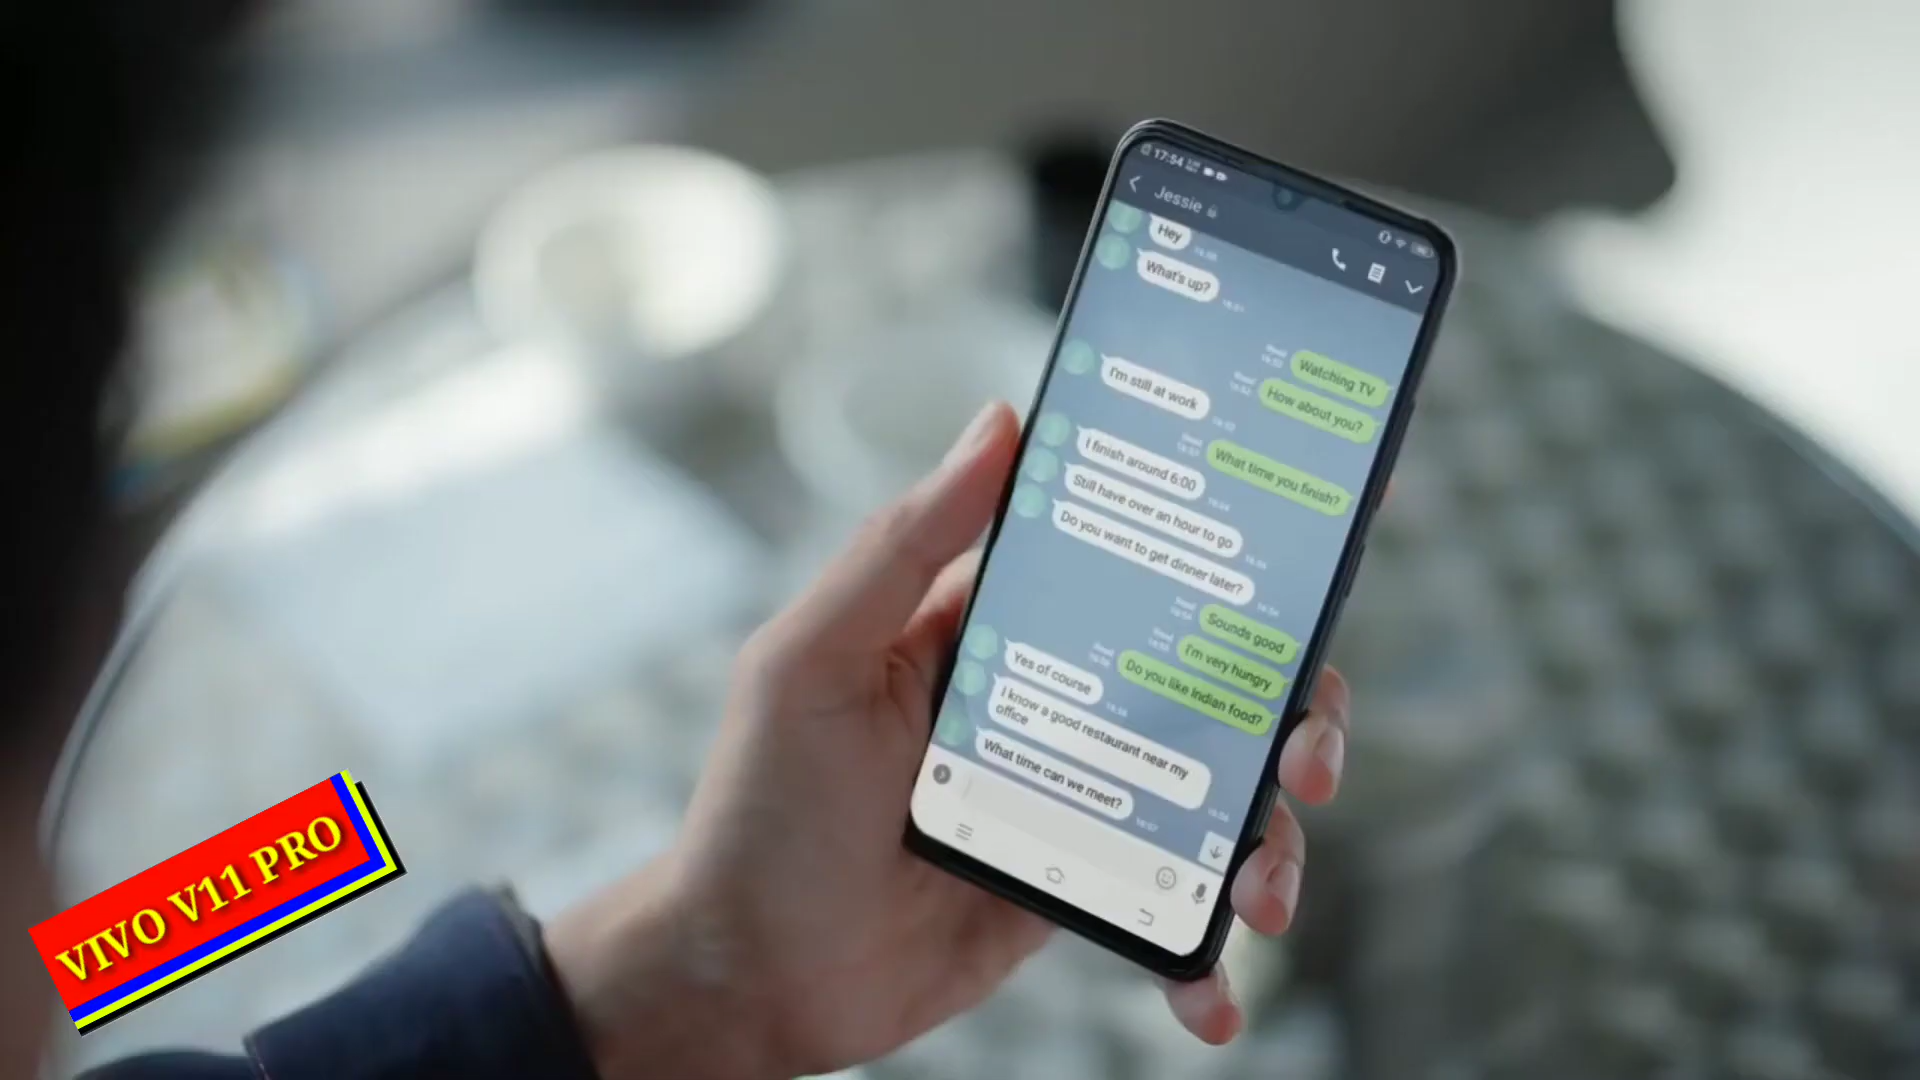 17:54
Jessie
Hey
What's up?
Watching TV
How about you?
I'm still at work
What time you finish?
I finish around 6:00
Still have over an hour to go
Do you want to get dinner later?
Sounds good
I'm very hungry
Do you like Indian food?
Yes of course
I know a good restaurant near my
office
What time can we meet?
VIVO V11 PRO